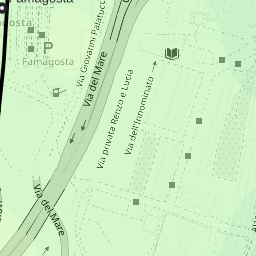 Famagosta
P
Famagosta
Via Giovanni Palatucci
Via del Mare
Via privata Renzo e Lucia
Via dell'Innominato
Via del Mare